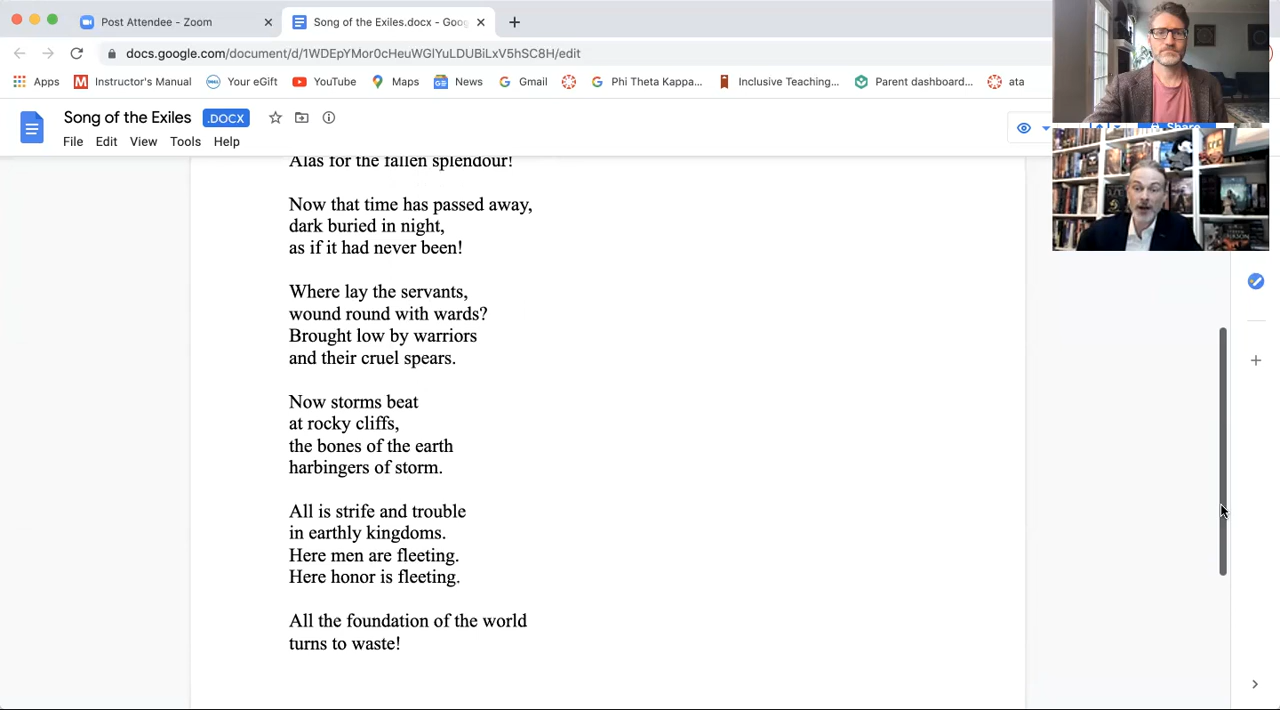 Post Attendee - Zoom
Song of the Exiles.docx - Goo
docs.google.com/document/d/1WDEpYMor0cHeuWGlYuLDUBiLxV5hSC8H/edit
Apps
Instructor's Manual
Your eGift
YouTube
Maps
News
Gmail
Phi Theta Kappa...
Inclusive Teaching...
Parent dashboard...
ata
Song of the Exiles
.DOCX
File
Edit
View
Tools
Help
Share
Alas for the fallen splendour!
Now that time has passed away,
dark buried in night,
as if it had never been!
Where lay the servants,
wound round with wards?
Brought low by warriors
and their cruel spears.
Now storms beat
at rocky cliffs,
the bones of the earth
harbingers of storm.
All is strife and trouble
in earthly kingdoms.
Here men are fleeting.
Here honor is fleeting.
All the foundation of the world
turns to waste!